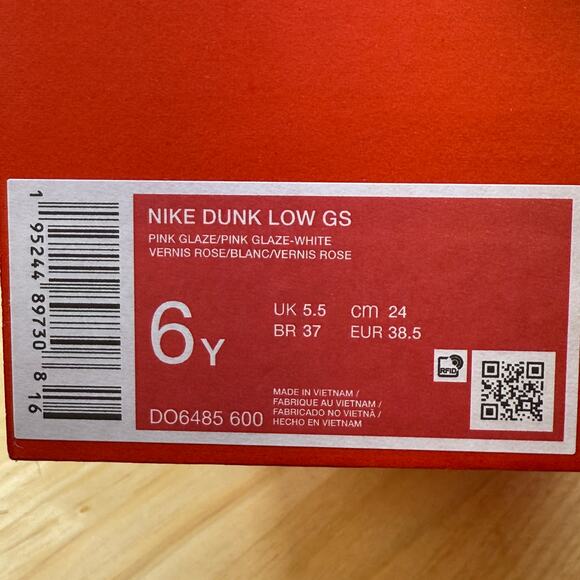 NIKE DUNK LOW GS
PINK GLAZE/PINK GLAZE-WHITE
VERNIS ROSE/BLANC/VERNIS ROSE
6Y
UK 5.5 cm 24
BR 37 EUR 38.5
RFID
MADE IN VIETNAM /
FABRIQUE AU VIETNAM /
FABRICADO NO VIETNÃ /
HECHO EN VIETNAM
DO6485 600
1 95244 89730 8 16